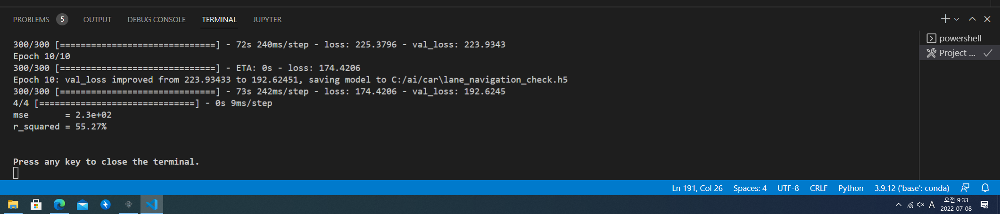 PROBLEMS 5 OUTPUT DEBUG CONSOLE TERMINAL JUPYTER
300/300 [==============================] - 72s 240ms/step - loss: 225.3796 - val_loss: 223.9343
Epoch 10/10
300/300 [==============================] - ETA: 0s - loss: 174.4206
Epoch 10: val_loss improved from 223.93433 to 192.62451, saving model to C:/ai/car\lane_navigation_check.h5
300/300 [==============================] - 73s 242ms/step - loss: 174.4206 - val_loss: 192.6245
4/4 [==============================] - 0s 9ms/step
mse       = 2.3e+02
r_squared = 55.27%
Press any key to close the terminal.
powershell
Project ...
Ln 191, Col 26 Spaces: 4 UTF-8 CRLF Python 3.9.12 ('base': conda)
A 오전 9:33
2022-07-08